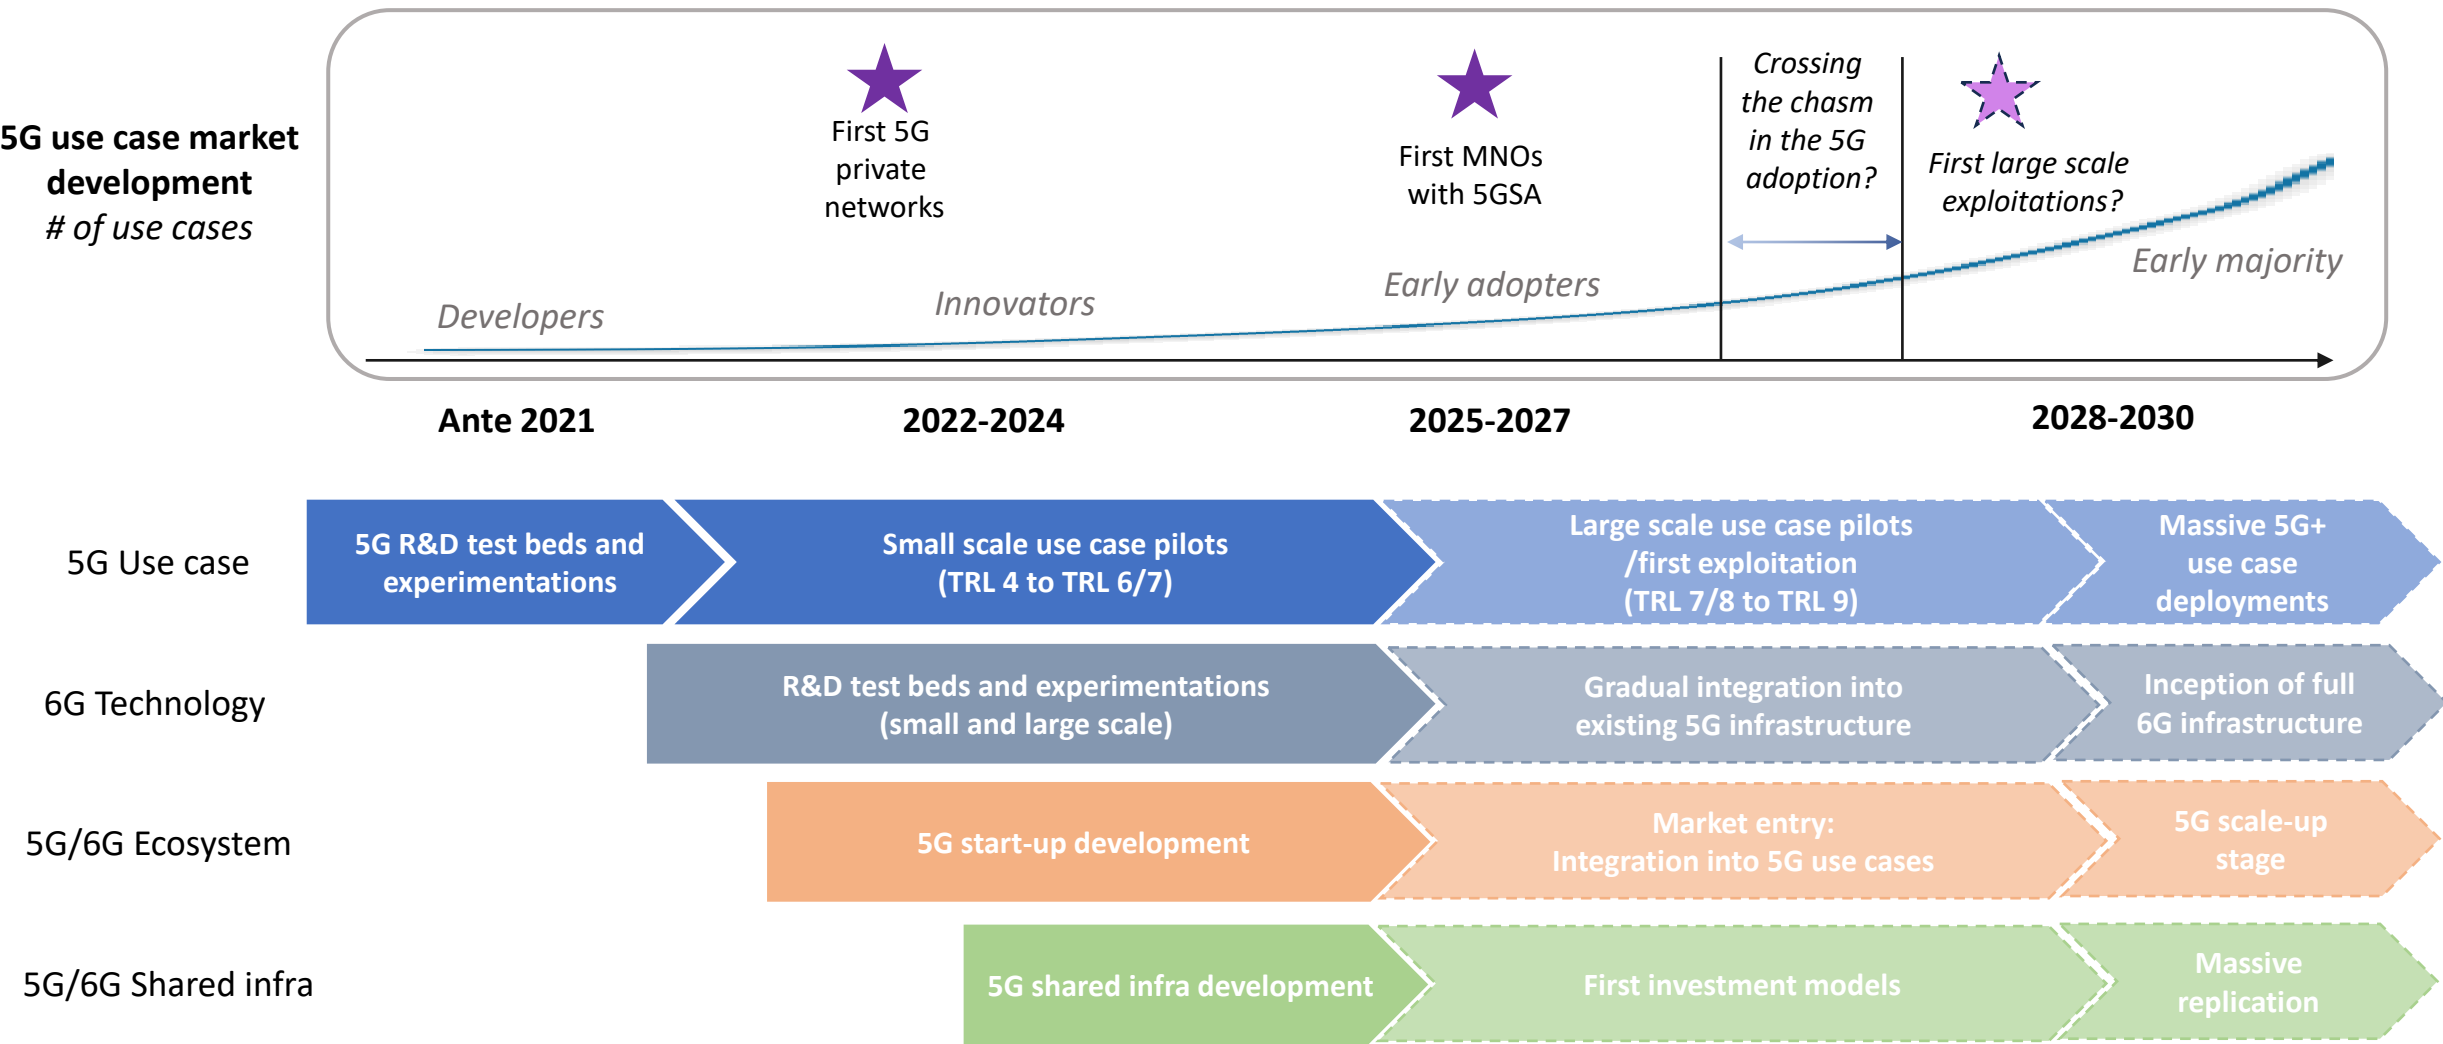 5G use case market
development
# of use cases
First 5G
private
networks
First MNOs
with 5GSA
Crossing
the chasm
in the 5G
adoption?
First large scale
exploitations?
Developers
Innovators
Early adopters
Early majority
Ante 2021
2022-2024
2025-2027
2028-2030
5G Use case
5G R&D test beds and
experimentations
Small scale use case pilots
(TRL 4 to TRL 6/7)
Large scale use case pilots
/first exploitation
(TRL 7/8 to TRL 9)
Massive 5G+
use case
deployments
6G Technology
R&D test beds and experimentations
(small and large scale)
Gradual integration into
existing 5G infrastructure
Inception of full
6G infrastructure
5G/6G Ecosystem
5G start-up development
Market entry:
Integration into 5G use cases
5G scale-up
stage
5G/6G Shared infra
5G shared infra development
First investment models
Massive
replication